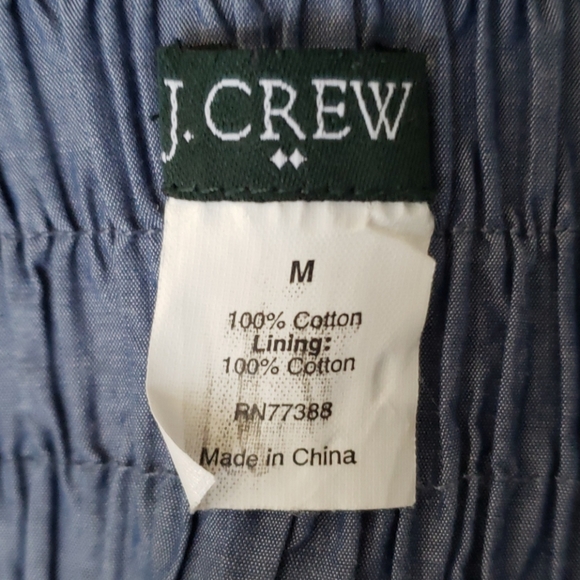 J.CREW
M
100% Cotton
Lining:
100% Cotton
RN77388
Made in China